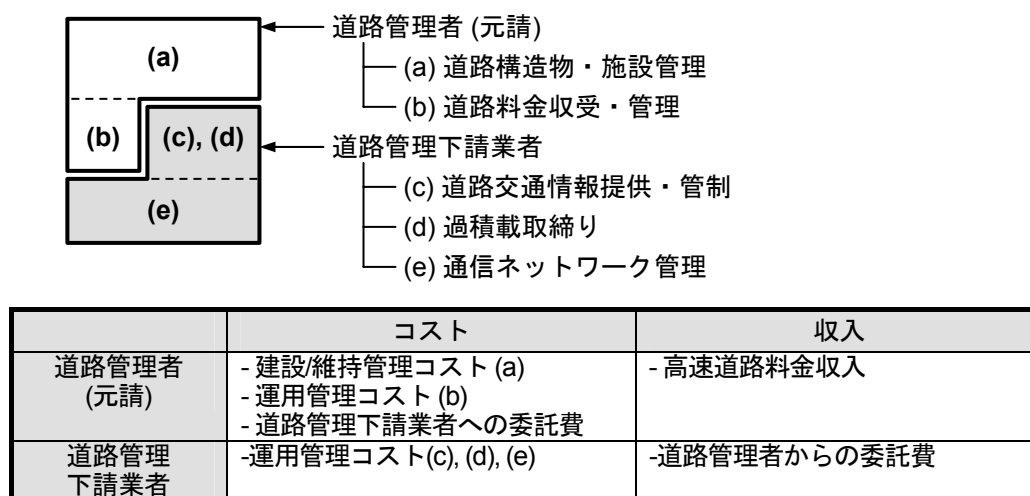 (a)
(b)
(c), (d)
(e)
道路管理者 (元請)
(a) 道路構造物・施設管理
(b) 道路料金収受・管理
道路管理下請業者
(c) 道路交通情報提供・管制
(d) 過積載取締り
(e) 通信ネットワーク管理
コスト 収入
道路管理者 - 建設/維持管理コスト (a) - 高速道路料金収入
(元請) - 運用管理コスト (b)
- 道路管理下請業者への委託費
道路管理 -運用管理コスト(c), (d), (e) -道路管理者からの委託費
下請業者